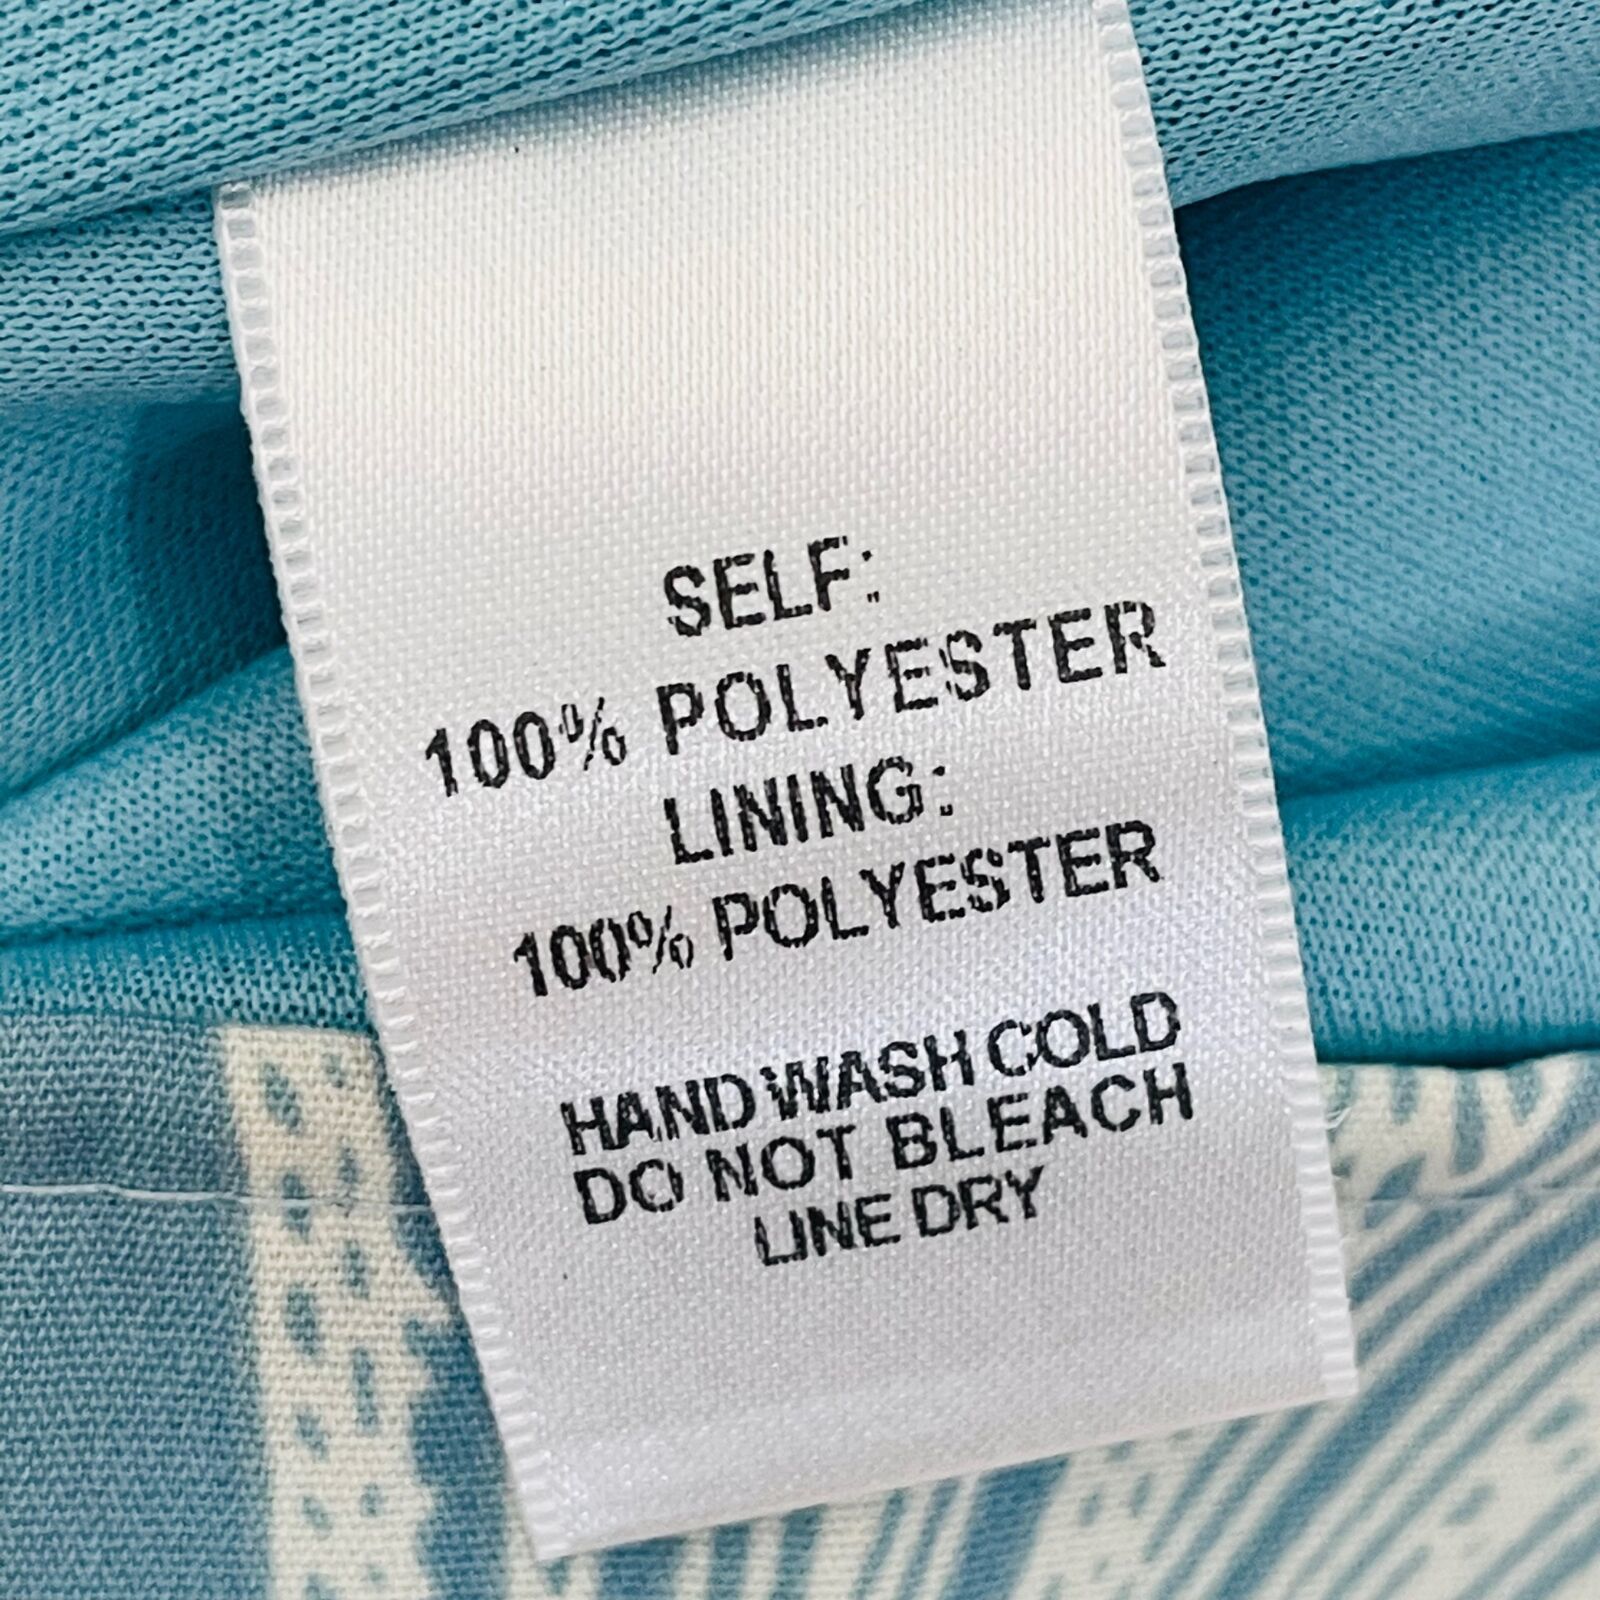 SELF:
100% POLYESTER
LINING:
100% POLYESTER
HAND WASH COLD
DO NOT BLEACH
LINE DRY